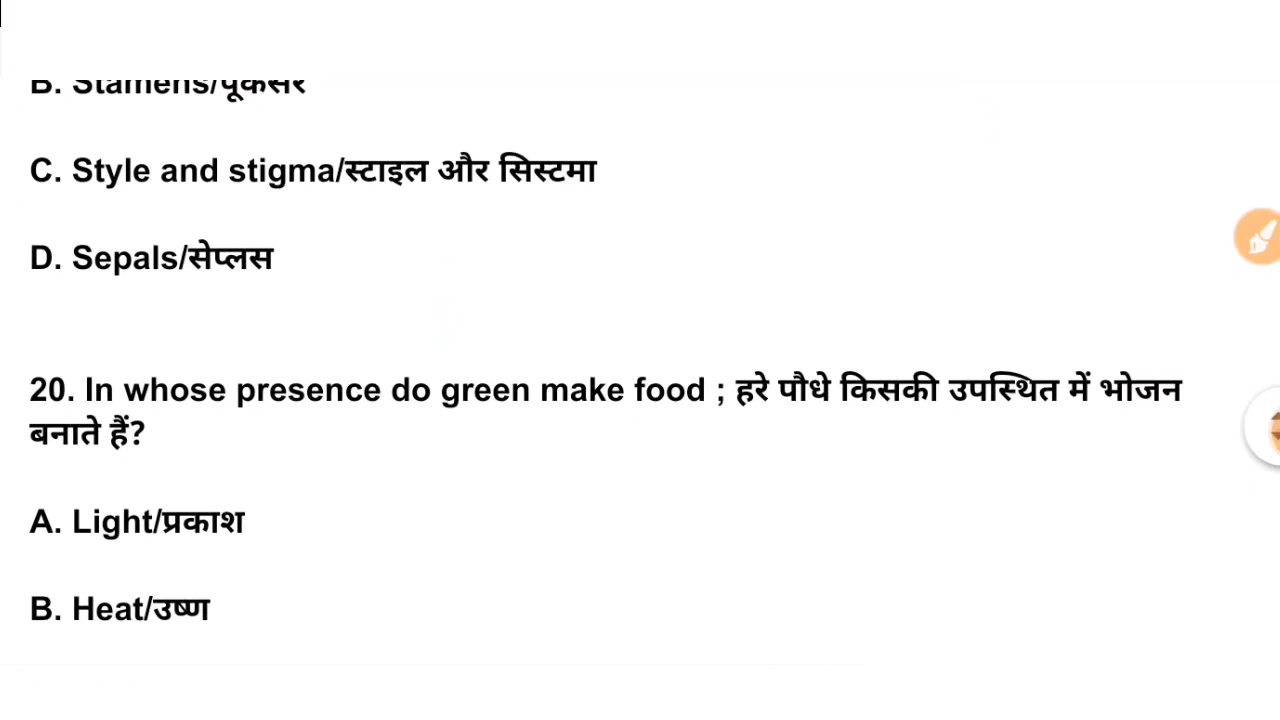 B. Stamens/पूंकेसर
C. Style and stigma/स्टाइल और सिस्टमा
D. Sepals/सेप्लस
20. In whose presence do green make food ; हरे पौधे किसकी उपस्थित में भोजन
बनाते हैं?
A. Light/प्रकाश
B. Heat/उष्ण